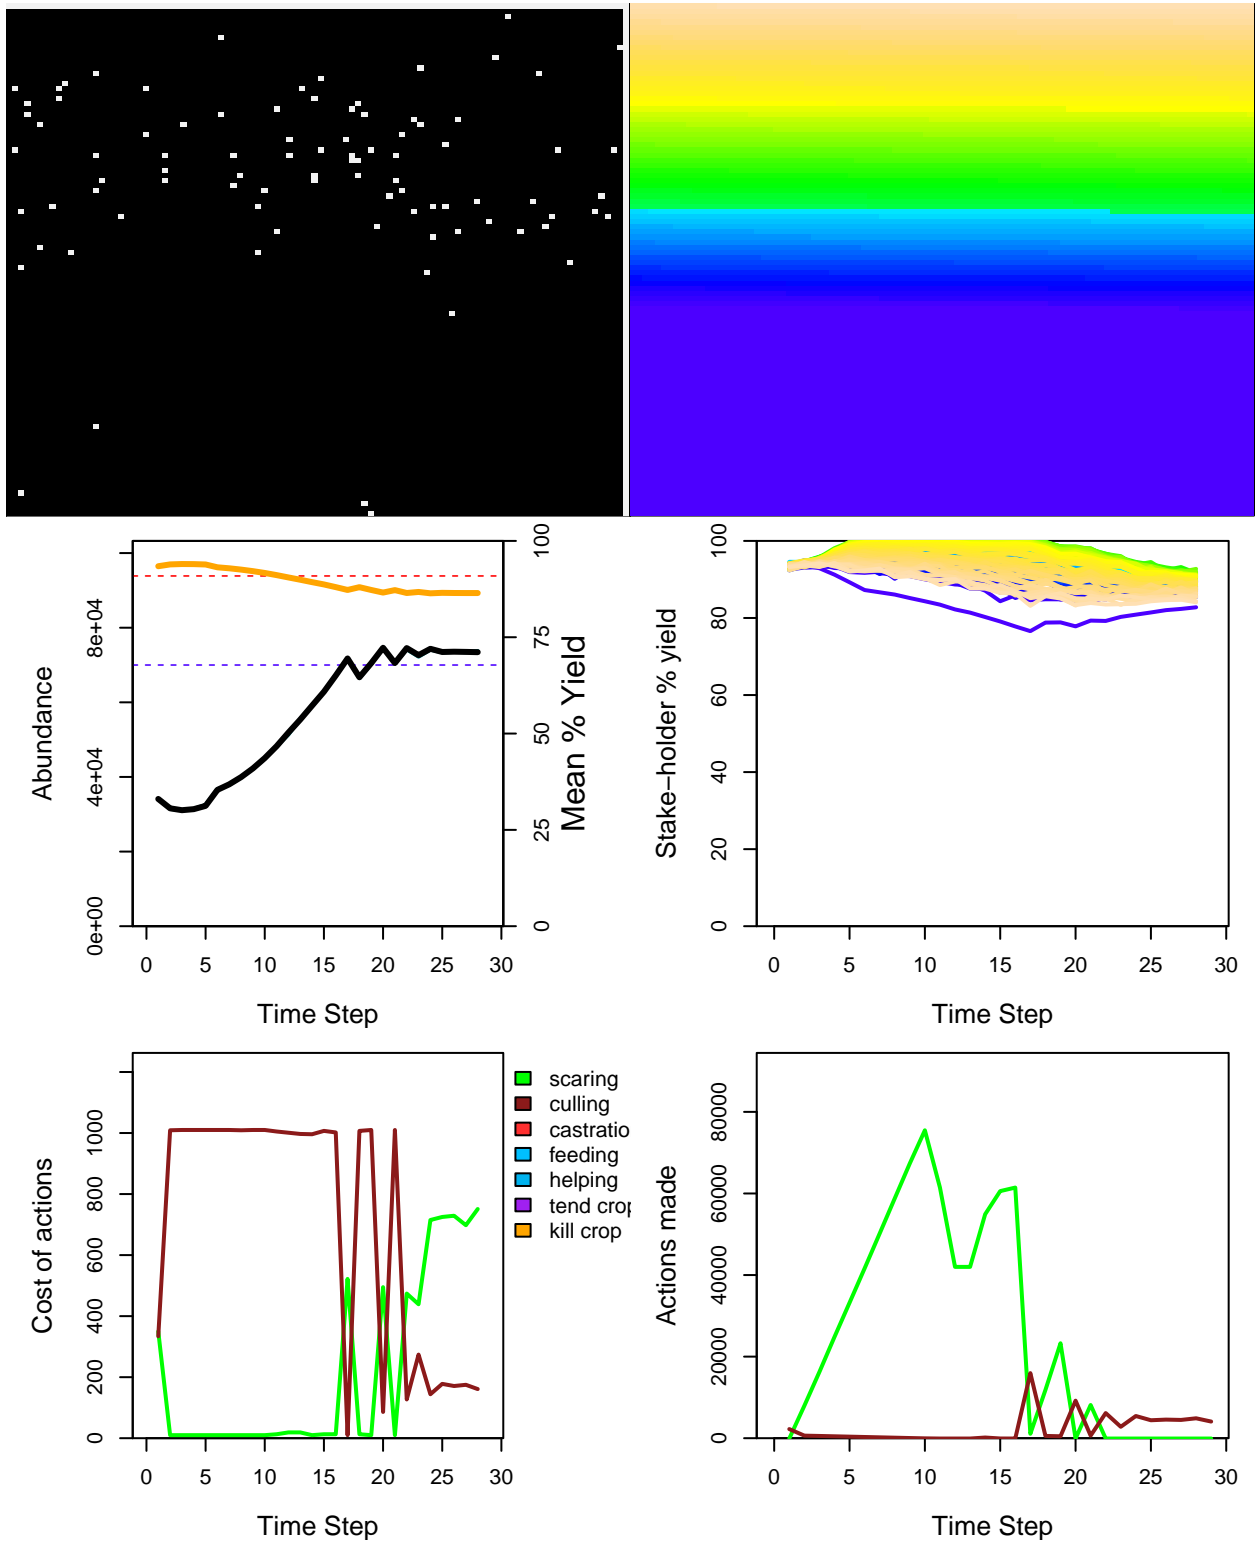 Abundance
0e+00
4e+04
8e+04
0
25
50
75
100
Mean % Yield
0
5
10
15
20
25
30
Time Step
Stake−holder % yield
0
20
40
60
80
100
0
5
10
15
20
25
30
Time Step
Cost of actions
0
200
400
600
800
1000
0
5
10
15
20
25
30
Time Step
scaring
culling
castratio
feeding
helping
tend crop
kill crop
Actions made
0
20000
40000
60000
80000
0
5
10
15
20
25
30
Time Step